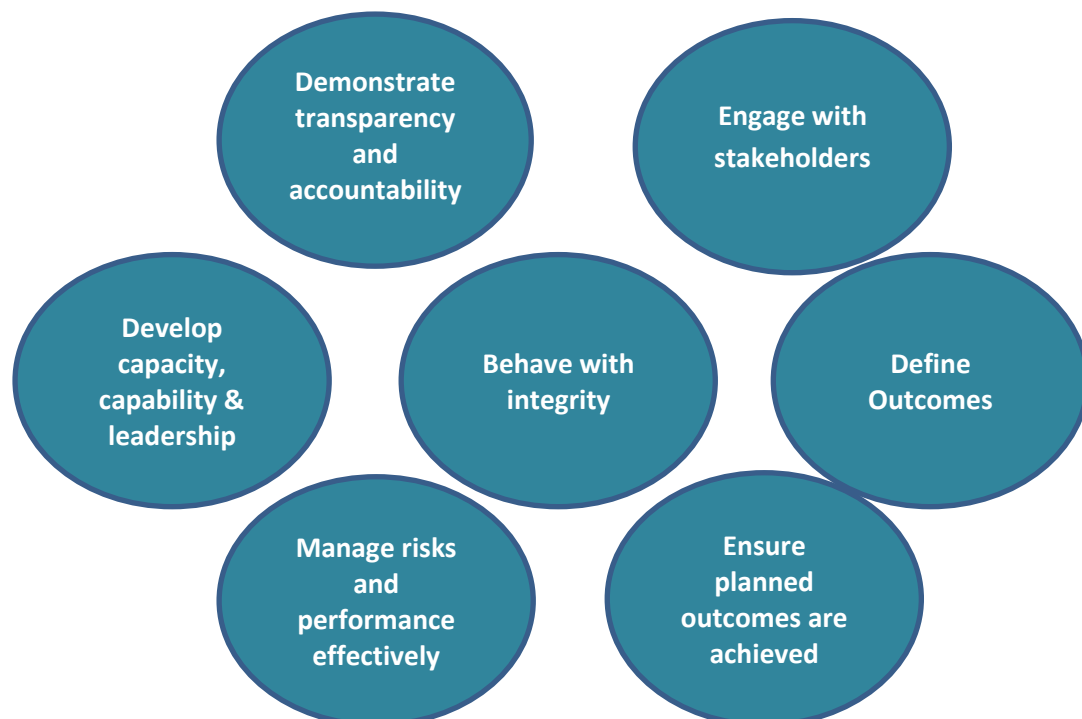 Demonstrate
transparency
and
accountability
Engage with
stakeholders
Develop
capacity,
capability &
leadership
Behave with
integrity
Define
Outcomes
Manage risks
and
performance
effectively
Ensure
planned
outcomes are
achieved